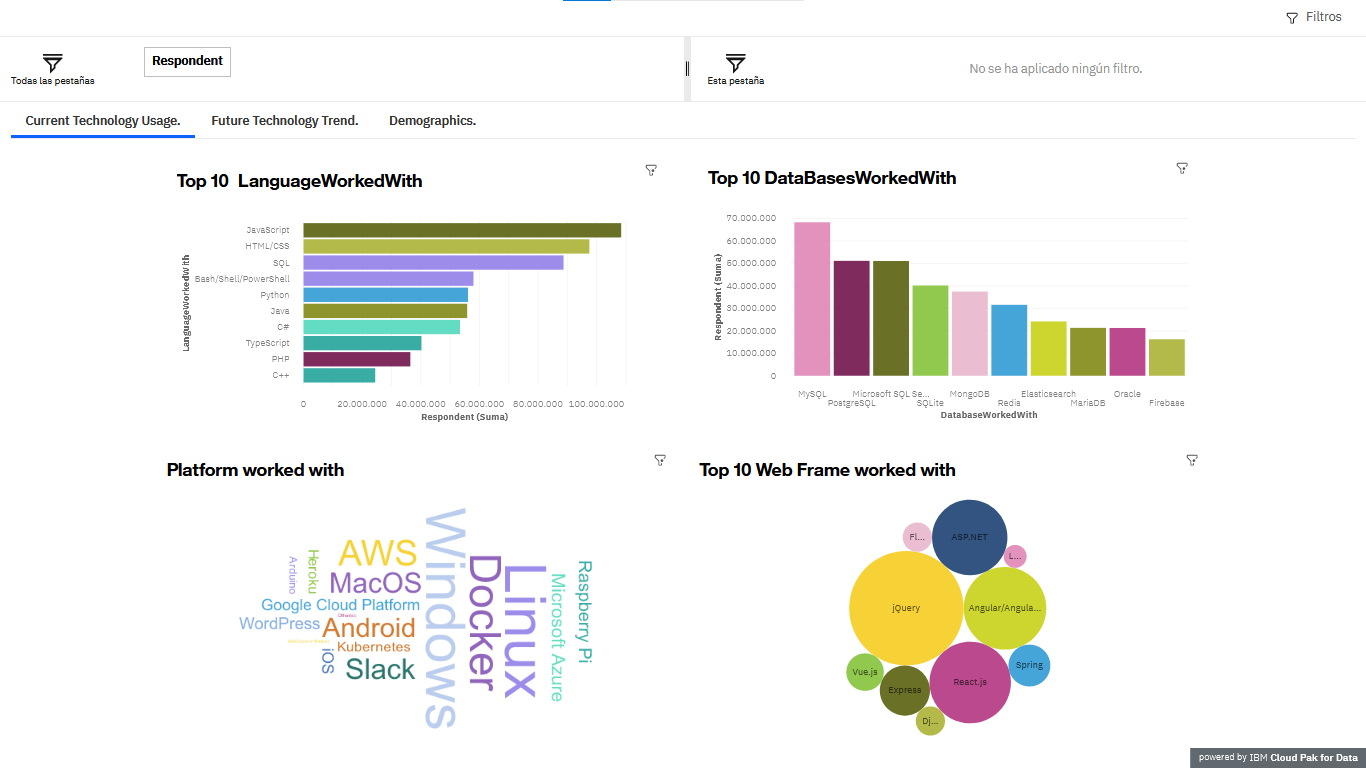 Filtros
Todas las pestañas
Respondent
Esta pestaña
No se ha aplicado ningún filtro.
Current Technology Usage.
Future Technology Trend.
Demographics.
Top 10 LanguageWorkedWith
LanguageWorkedWith
JavaScript
HTML/CSS
SQL
Bash/Shell/PowerShell
Python
Java
C#
TypeScript
PHP
C++
0 20.000.000 40.000.000 60.000.000 80.000.000 100.000.000
Respondent (Suma)
Top 10 DataBasesWorkedWith
Respondent (Suma)
70.000.000
60.000.000
50.000.000
40.000.000
30.000.000
20.000.000
10.000.000
0
MySQL Microsoft SQL Se... MongoDB Elasticsearch Oracle
PostgreSQL SQLite Redis MariaDB Firebase
DatabaseWorkedWith
Platform worked with
Windows
Docker
Linux
AWS
MacOS
Heroku
Arduino
Google Cloud Platform
WordPress
Android
Kubernetes
iOS
Slack
Microsoft Azure
Raspberry Pi
Top 10 Web Frame worked with
ASP.NET
Fl...
L...
jQuery
Angular/Angula...
Vue.js
Spring
React.js
Express
Dj...
powered by IBM Cloud Pak for Data